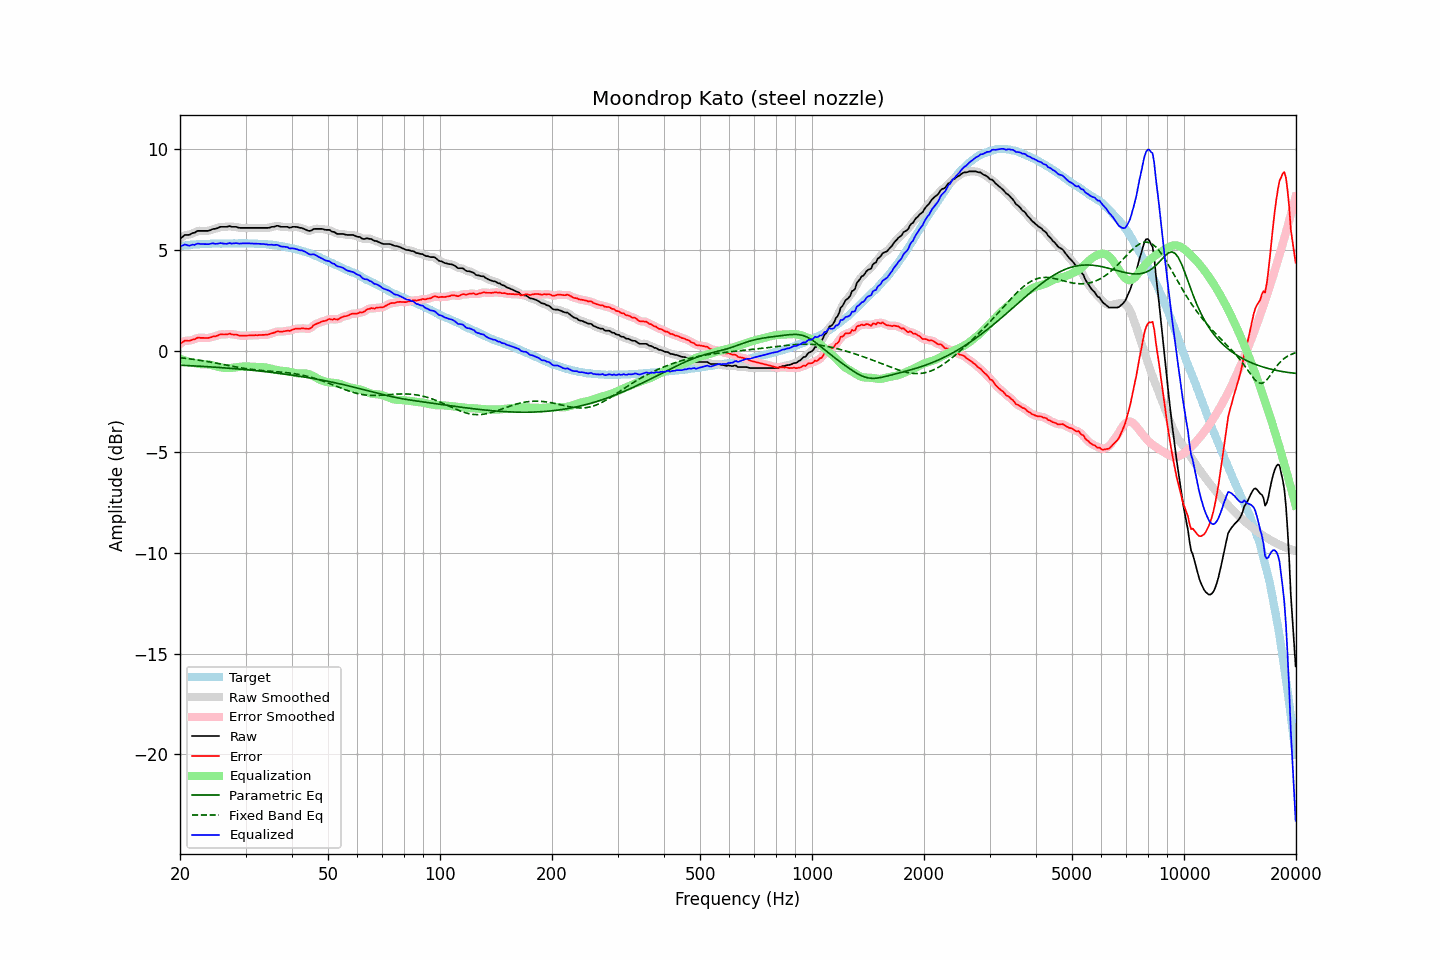 Moondrop Kato (steel nozzle)
10
5
0
−5
−10
−15
−20
Amplitude (dBr)
Target
Raw Smoothed
Error Smoothed
Raw
Error
Equalization
Parametric Eq
Fixed Band Eq
Equalized
20 50 100 200 500 1000 2000 5000 10000 20000
Frequency (Hz)